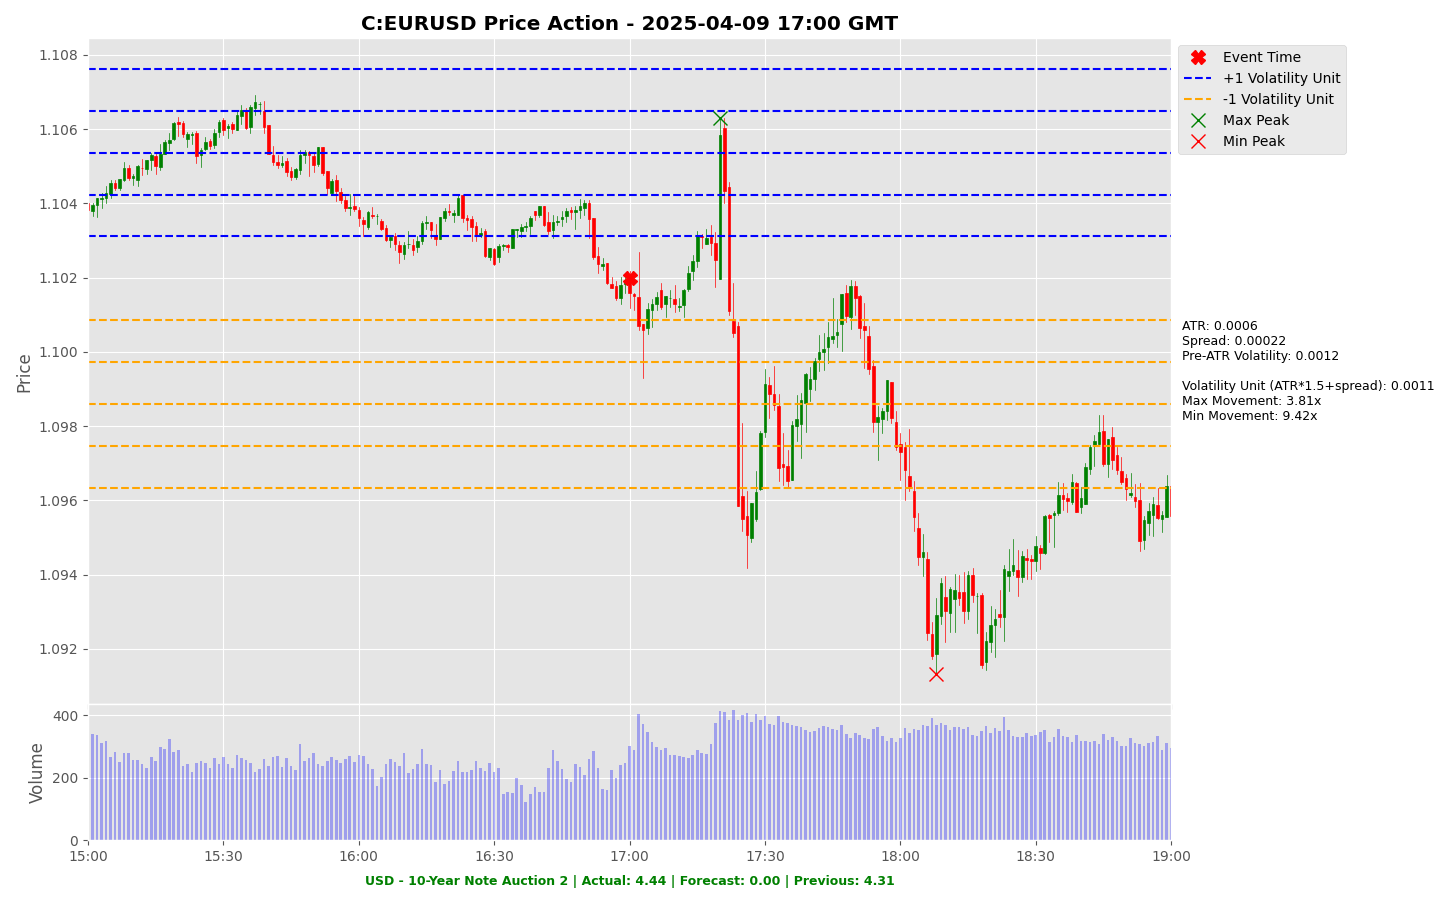 C:EURUSD Price Action - 2025-04-09 17:00 GMT
Event Time
+1 Volatility Unit
-1 Volatility Unit
Max Peak
Min Peak
Price
1.108
1.106
1.104
1.102
1.100
1.098
1.096
1.094
1.092
ATR: 0.0006
Spread: 0.00022
Pre-ATR Volatility: 0.0012
Volatility Unit (ATR*1.5+spread): 0.0011
Max Movement: 3.81x
Min Movement: 9.42x
Volume
400
200
0
15:00 15:30 16:00 16:30 17:00 17:30 18:00 18:30 19:00
USD - 10-Year Note Auction 2 | Actual: 4.44 | Forecast: 0.00 | Previous: 4.31